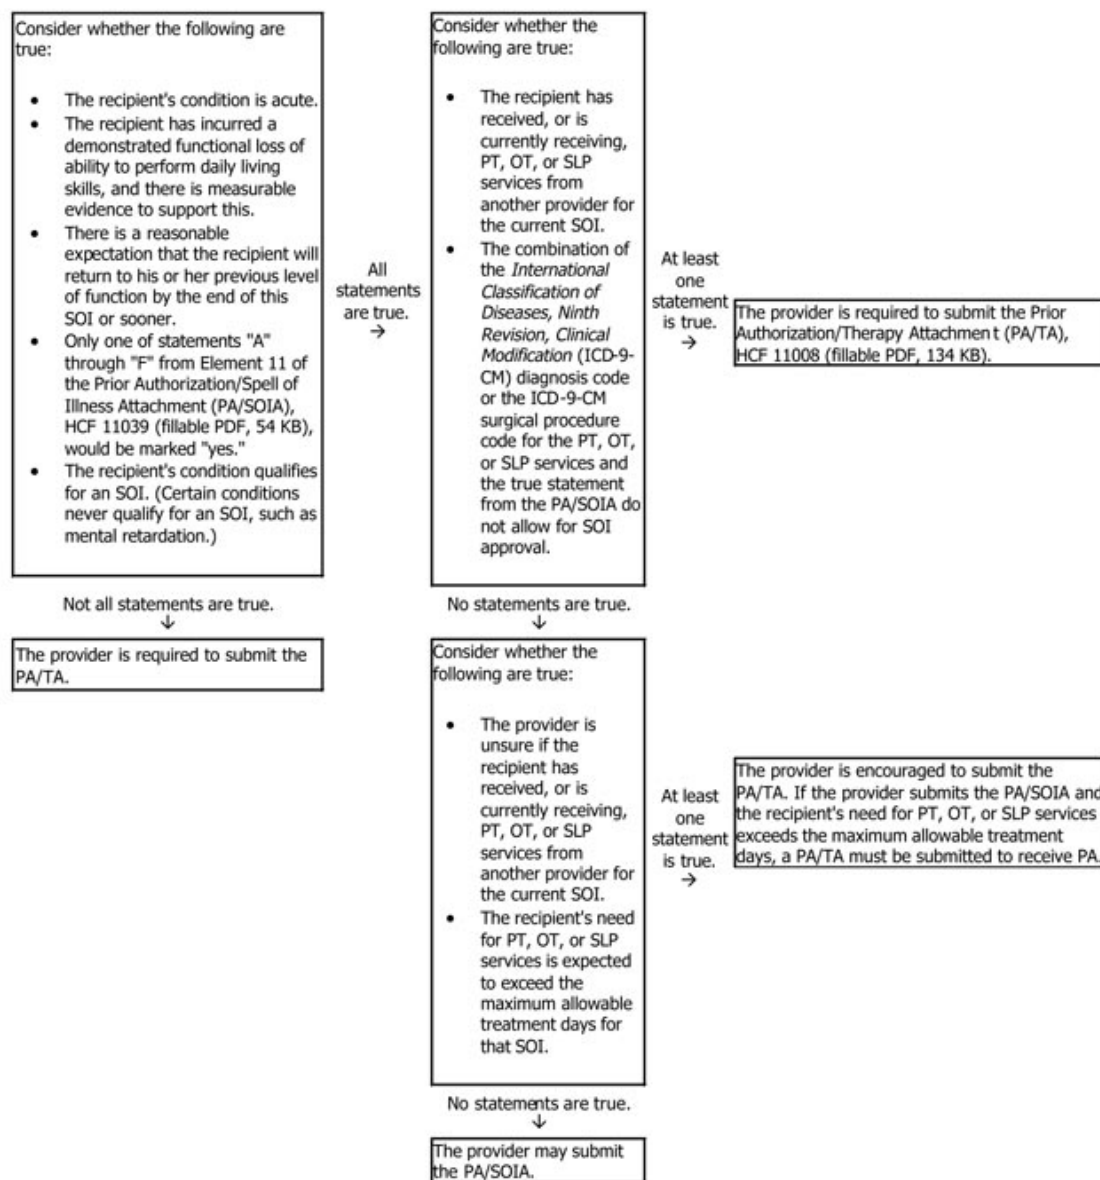 Consider whether the following are
true:
• The recipient's condition is acute.
• The recipient has incurred a
demonstrated functional loss of
ability to perform daily living
skills, and there is measurable
evidence to support this.
• There is a reasonable
expectation that the recipient will
return to his or her previous level
of function by the end of this
SOI or sooner.
• Only one of statements "A"
through "F" from Element 11 of
the Prior Authorization/Spell of
Illness Attachment (PA/SOIA),
HCF 11039 (fillable PDF, 54 KB),
would be marked "yes."
• The recipient's condition qualifies
for an SOI. (Certain conditions
never qualify for an SOI, such as
mental retardation.)
All
statements
are true.
→
Consider whether the
following are true:
• The recipient has
received, or is
currently receiving,
PT, OT, or SLP
services from
another provider for
the current SOI.
• The combination of
the International
Classification of
Diseases, Ninth
Revision, Clinical
Modification (ICD-9-
CM) diagnosis code
or the ICD-9-CM
surgical procedure
code for the PT, OT,
or SLP services and
the true statement
from the PA/SOIA do
not allow for SOI
approval.
At least
one
statement
is true.
→
The provider is required to submit the Prior
Authorization/Therapy Attachment (PA/TA),
HCF 11008 (fillable PDF, 134 KB).
Not all statements are true.
↓
The provider is required to submit the
PA/TA.
No statements are true.
↓
Consider whether the
following are true:
• The provider is
unsure if the
recipient has
received, or is
currently receiving,
PT, OT, or SLP
services from
another provider for
the current SOI.
• The recipient's need
for PT, OT, or SLP
services is expected
to exceed the
maximum allowable
treatment days for
that SOI.
At least
one
statement
is true.
→
The provider is encouraged to submit the
PA/TA. If the provider submits the PA/SOIA and
the recipient's need for PT, OT, or SLP services
exceeds the maximum allowable treatment
days, a PA/TA must be submitted to receive PA.
No statements are true.
↓
The provider may submit
the PA/SOIA.